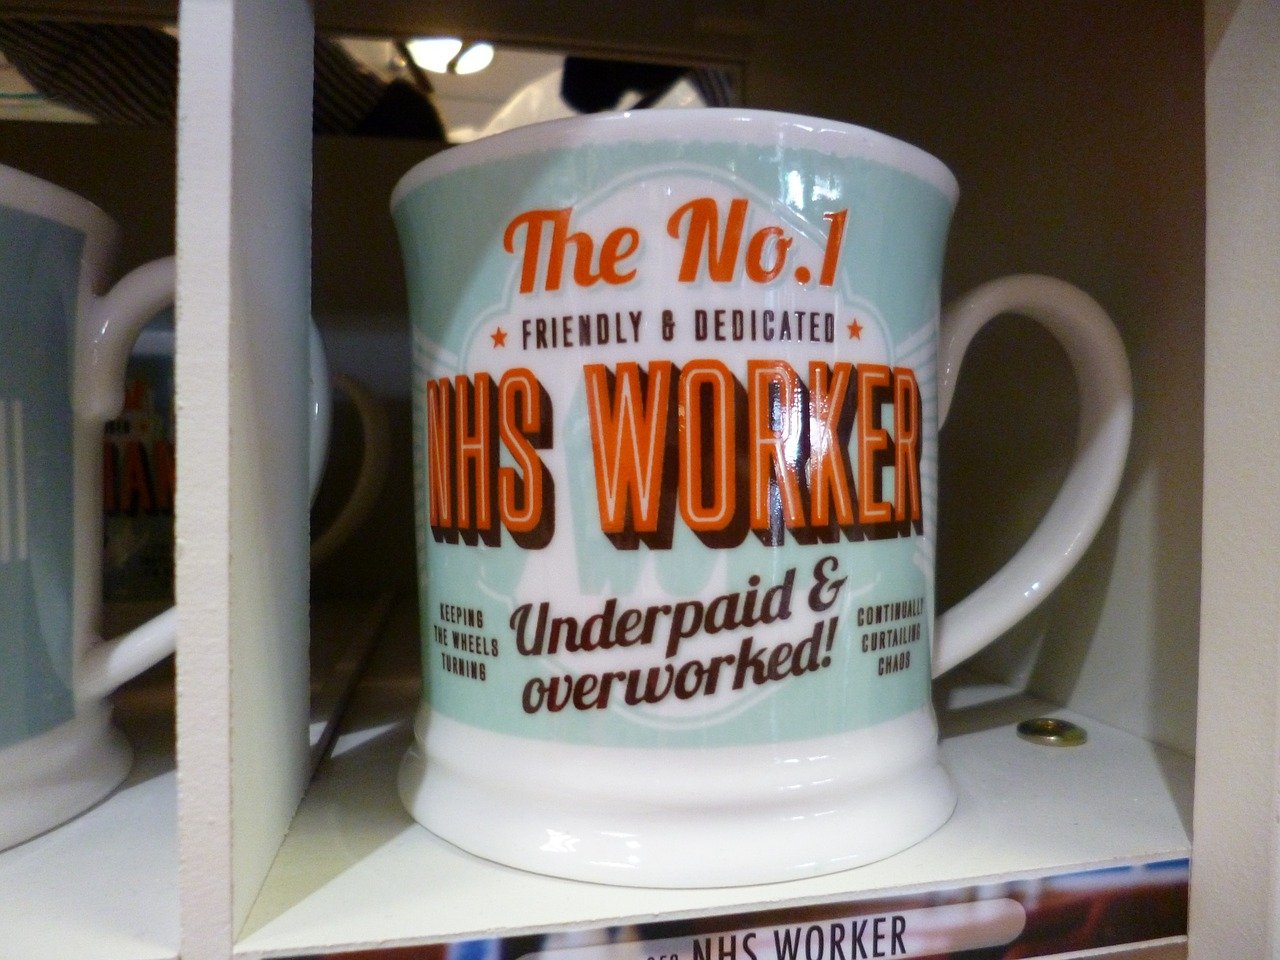 The No.1
FRIENDLY & DEDICATED
NHS WORKER
KEEPING
THE WHEELS
TURNING
Underpaid &
overworked!
CONTINUALLY
CURTAILING
CHAOS
NHS WORKER